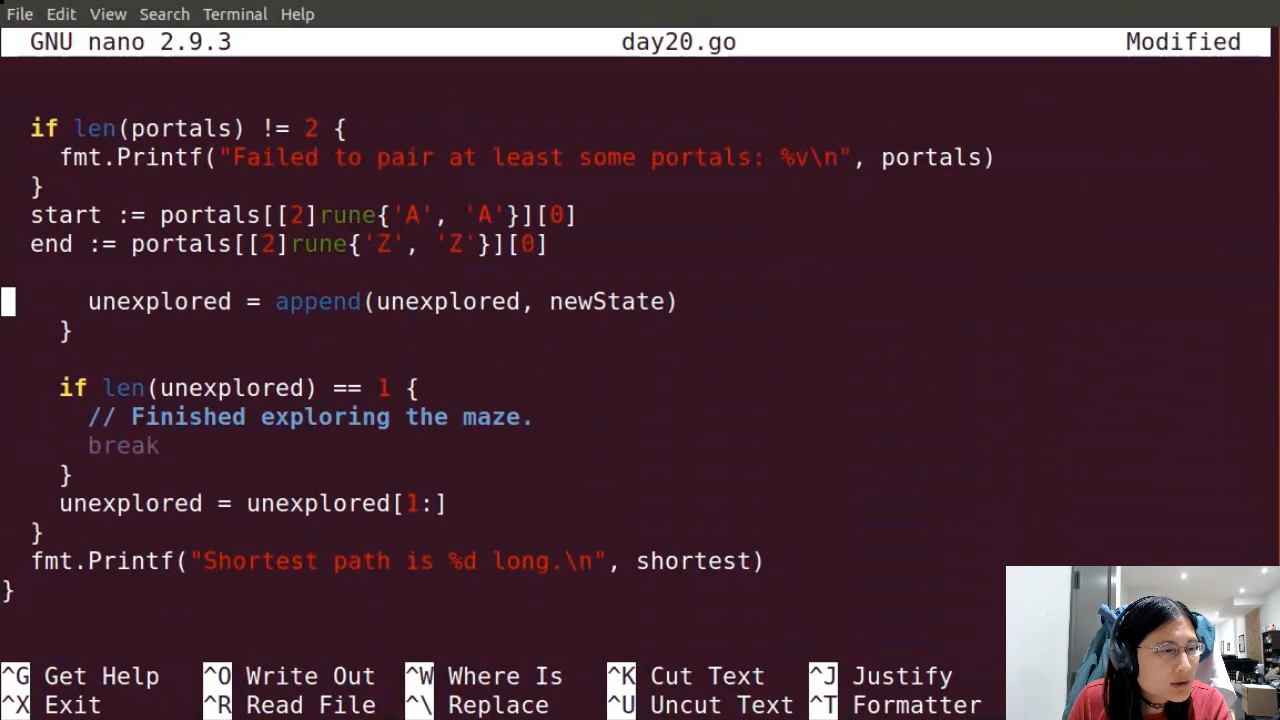 File Edit View Search Terminal Help
GNU nano 2.9.3 day20.go Modified
if len(portals) != 2 {
fmt.Printf("Failed to pair at least some portals: %v\n", portals)
}
start := portals[[2]rune{'A', 'A'}][0]
end := portals[[2]rune{'Z', 'Z'}][0]
unexplored = append(unexplored, newState)
}
if len(unexplored) == 1 {
// Finished exploring the maze.
break
}
unexplored = unexplored[1:]
}
fmt.Printf("Shortest path is %d long.\n", shortest)
}
^G Get Help ^O Write Out ^W Where Is ^K Cut Text ^J Justify
^X Exit ^R Read File ^\ Replace ^U Uncut Text ^T Formatter